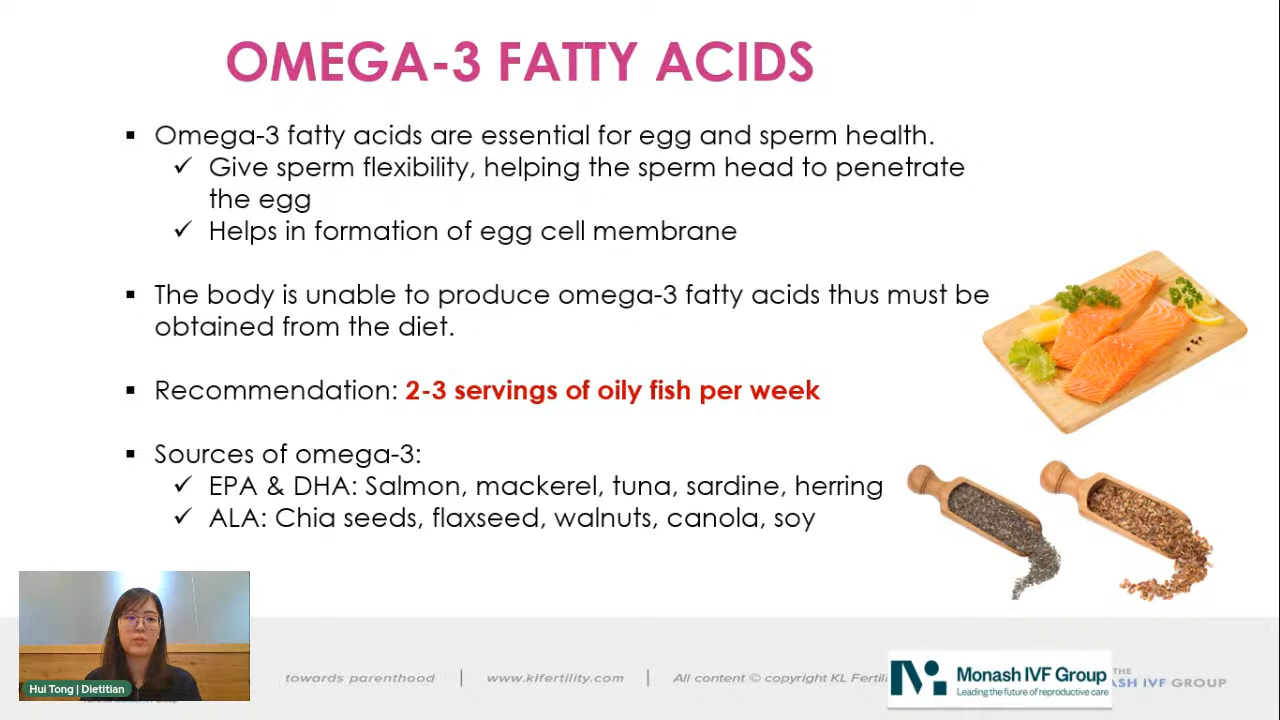 OMEGA-3 FATTY ACIDS
▪ Omega-3 fatty acids are essential for egg and sperm health.
✓ Give sperm flexibility, helping the sperm head to penetrate
the egg
✓ Helps in formation of egg cell membrane
▪ The body is unable to produce omega-3 fatty acids thus must be
obtained from the diet.
▪ Recommendation: 2-3 servings of oily fish per week
▪ Sources of omega-3:
✓ EPA & DHA: Salmon, mackerel, tuna, sardine, herring
✓ ALA: Chia seeds, flaxseed, walnuts, canola, soy
Hui Tong | Dietitian
towards parenthood | www.klfertility.com | All content © copyright KL Fertili
Monash IVF Group
Leading the future of reproductive care
THE
ASH IVF GROUP